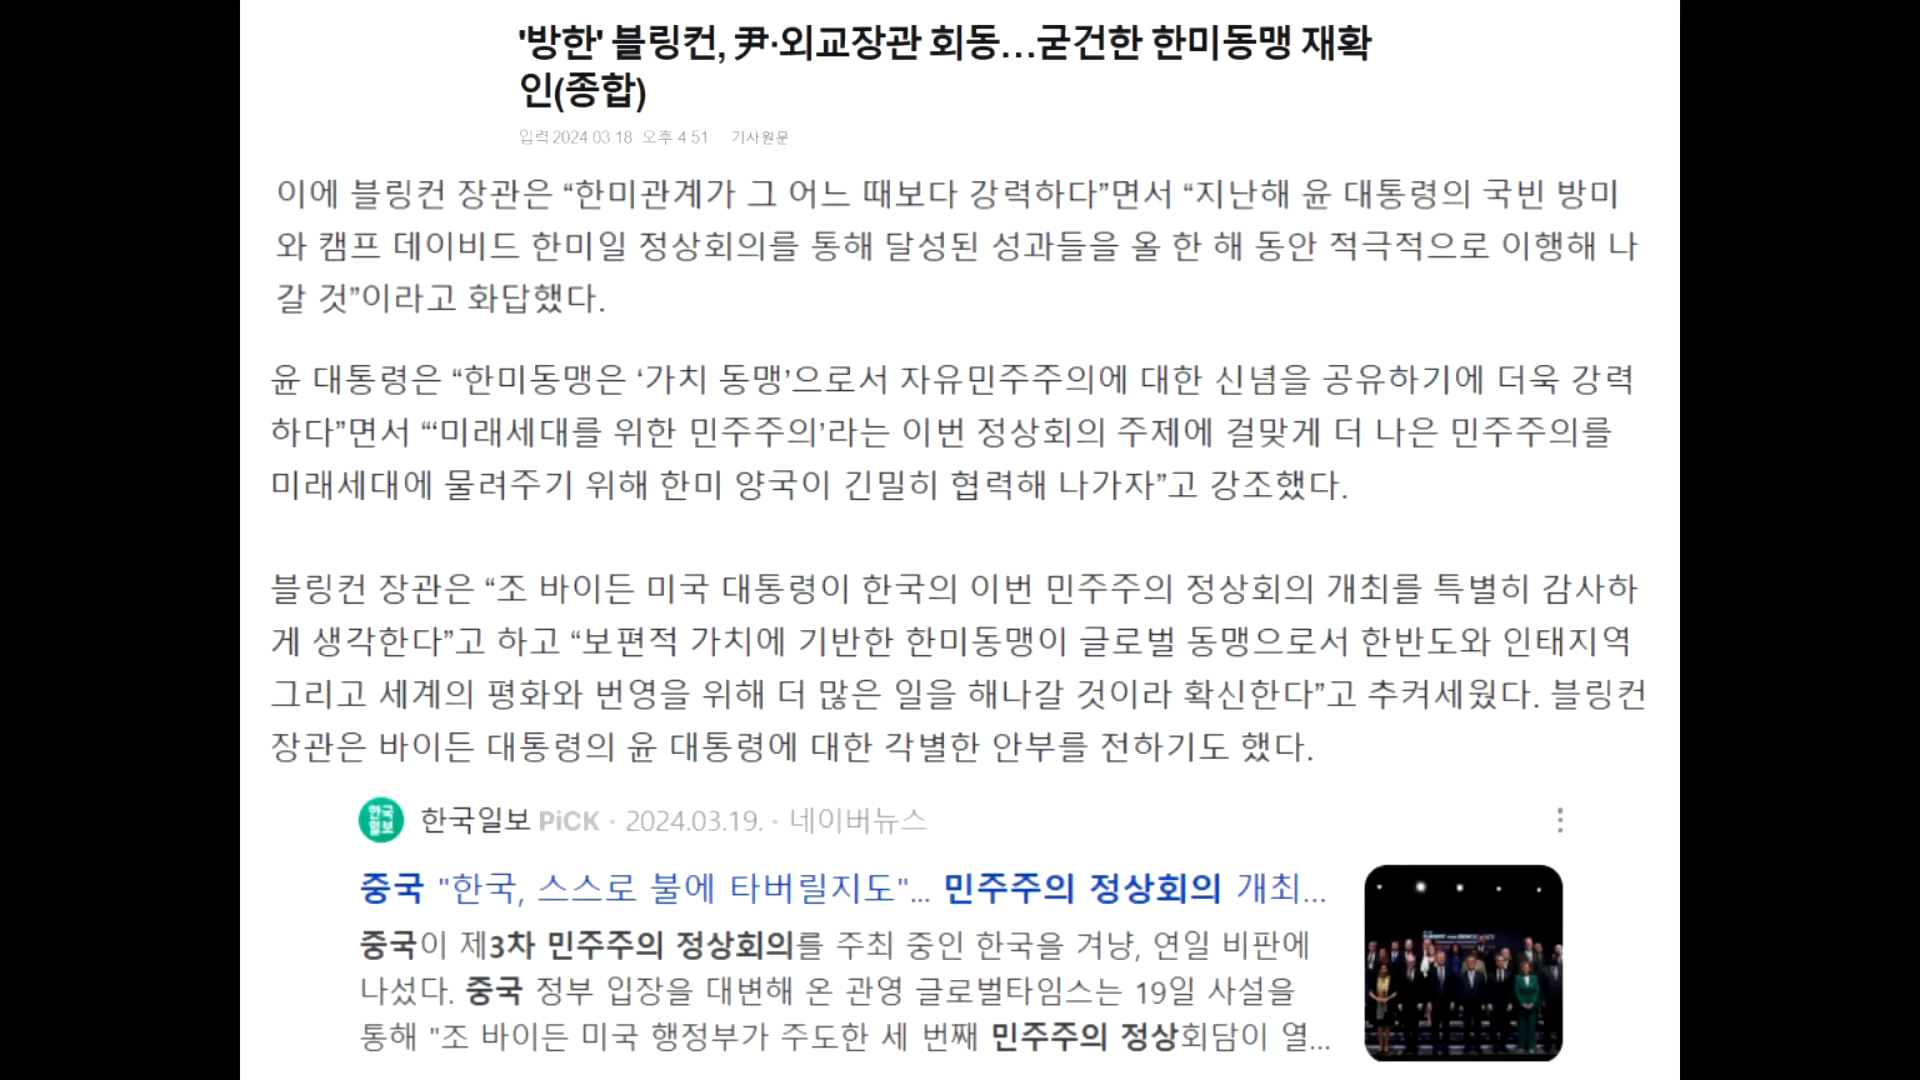 '방한' 블링컨, 尹·외교장관 회동…굳건한 한미동맹 재확
인(종합)
입력 2024 03 18 오후 4 51 기사원문
이에 블링컨 장관은 “한미관계가 그 어느 때보다 강력하다”면서 “지난해 윤 대통령의 국빈 방미
와 캠프 데이비드 한미일 정상회의를 통해 달성된 성과들을 올 한 해 동안 적극적으로 이행해 나
갈 것”이라고 화답했다.
윤 대통령은 “한미동맹은 ‘가치 동맹’으로서 자유민주주의에 대한 신념을 공유하기에 더욱 강력
하다”면서 “‘미래세대를 위한 민주주의’라는 이번 정상회의 주제에 걸맞게 더 나은 민주주의를
미래세대에 물려주기 위해 한미 양국이 긴밀히 협력해 나가자”고 강조했다.
블링컨 장관은 “조 바이든 미국 대통령이 한국의 이번 민주주의 정상회의 개최를 특별히 감사하
게 생각한다”고 하고 “보편적 가치에 기반한 한미동맹이 글로벌 동맹으로서 한반도와 인태지역
그리고 세계의 평화와 번영을 위해 더 많은 일을 해나갈 것이라 확신한다”고 추켜세웠다. 블링컨
장관은 바이든 대통령의 윤 대통령에 대한 각별한 안부를 전하기도 했다.
한국
일보
한국일보 PiCK · 2024.03.19. · 네이버뉴스
중국 "한국, 스스로 불에 타버릴지도"... 민주주의 정상회의 개최...
중국이 제3차 민주주의 정상회의를 주최 중인 한국을 겨냥, 연일 비판에
나섰다. 중국 정부 입장을 대변해 온 관영 글로벌타임스는 19일 사설을
통해 "조 바이든 미국 행정부가 주도한 세 번째 민주주의 정상회담이 열...